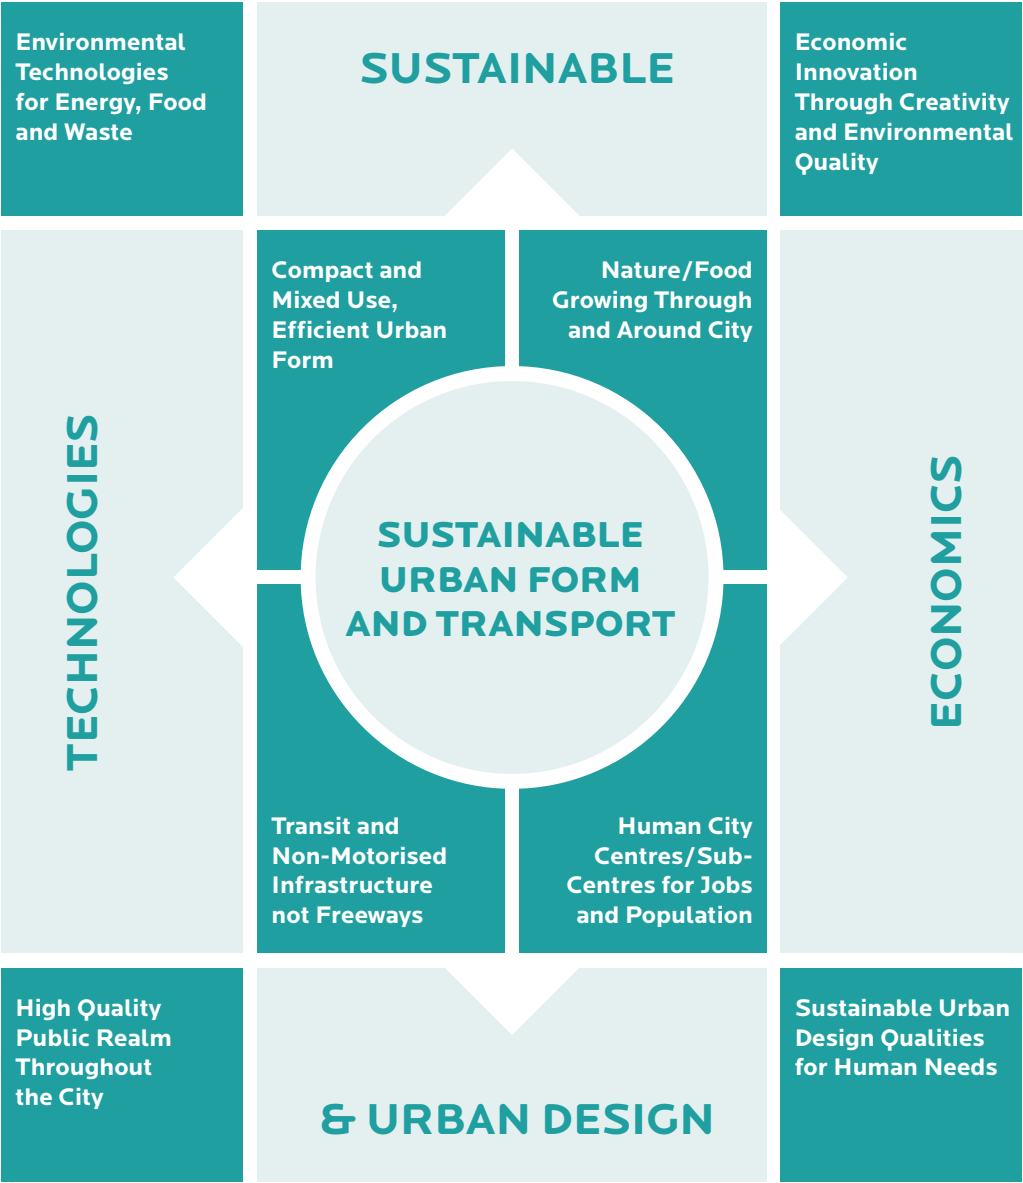 Environmental
Technologies
for Energy, Food
and Waste
SUSTAINABLE
Economic
Innovation
Through Creativity
and Environmental
Quality
TECHNOLOGIES
Compact and
Mixed Use,
Efficient Urban
Form
Nature/Food
Growing Through
and Around City
SUSTAINABLE
URBAN FORM
AND TRANSPORT
Transit and
Non-Motorised
Infrastructure
not Freeways
Human City
Centres/Sub-
Centres for Jobs
and Population
ECONOMICS
High Quality
Public Realm
Throughout
the City
& URBAN DESIGN
Sustainable Urban
Design Qualities
for Human Needs